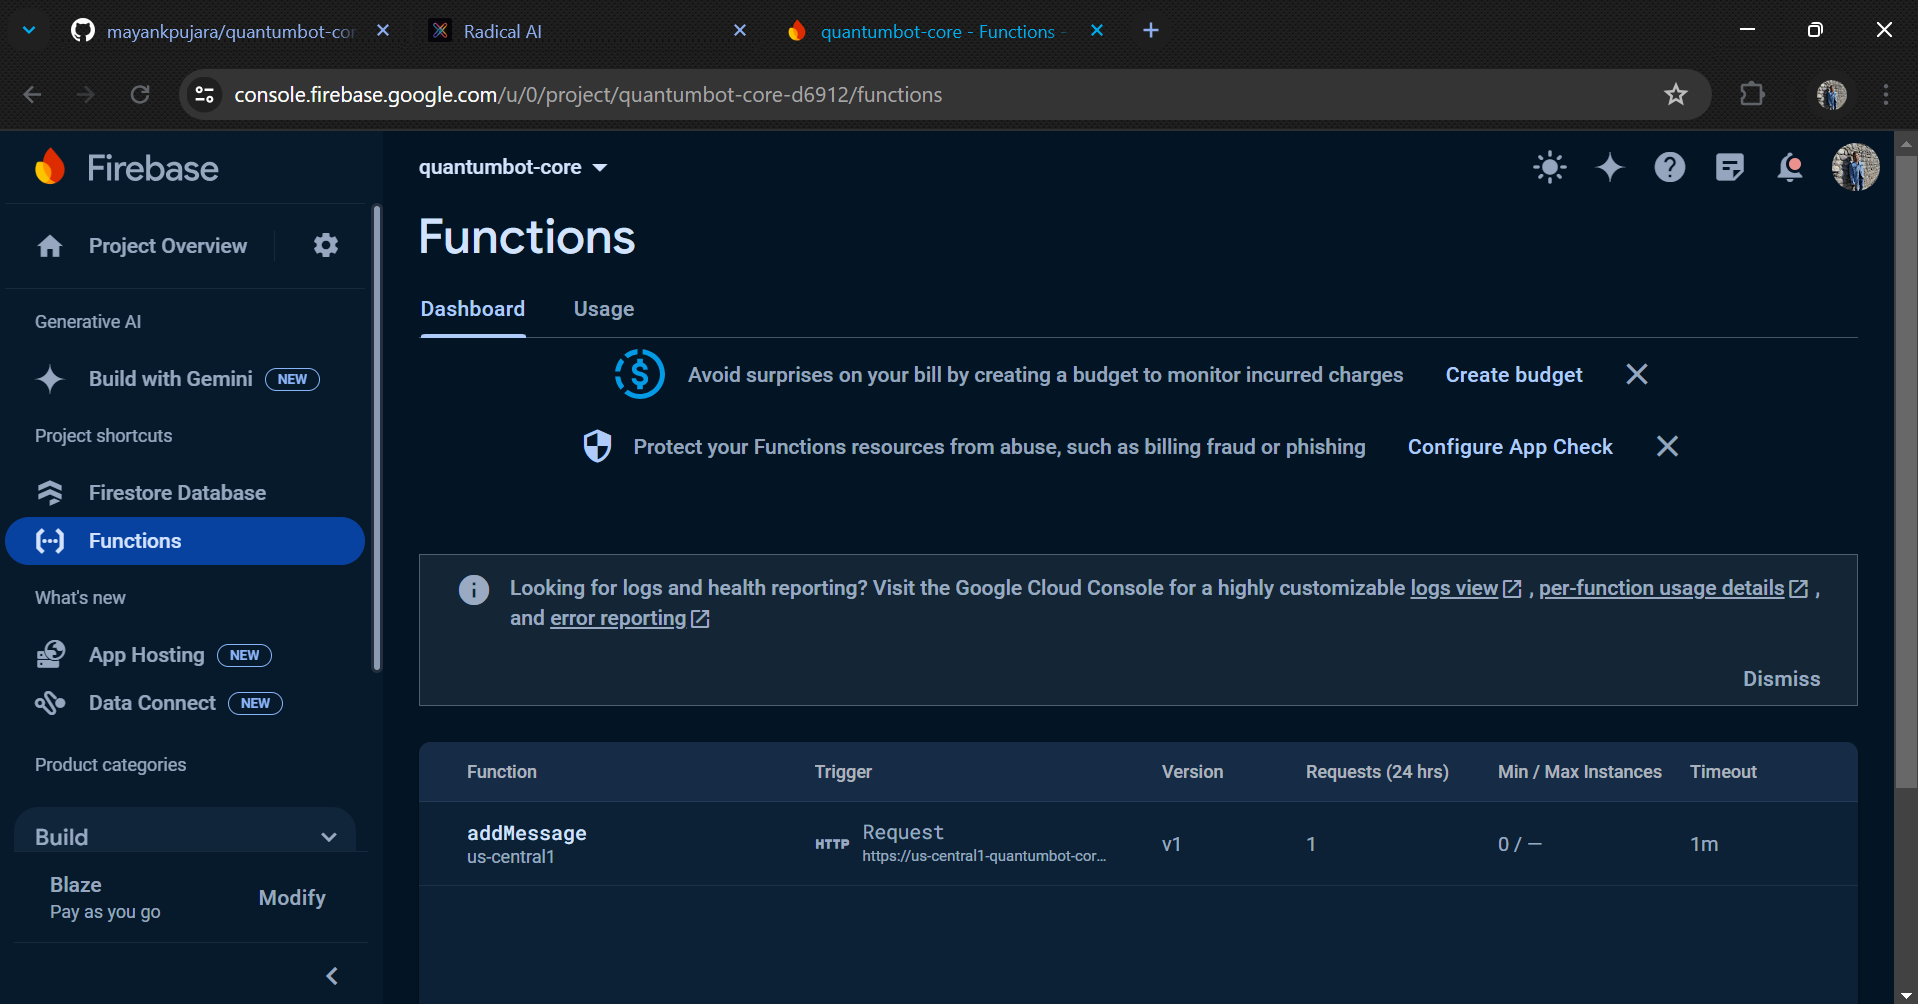 mayankpujara/quantumbot-cor
Radical AI
quantumbot-core - Functions -
console.firebase.google.com/u/0/project/quantumbot-core-d6912/functions
Firebase
quantumbot-core
Functions
Project Overview
Dashboard
Usage
Generative AI
Build with Gemini
NEW
Avoid surprises on your bill by creating a budget to monitor incurred charges
Create budget
Project shortcuts
Protect your Functions resources from abuse, such as billing fraud or phishing
Configure App Check
Firestore Database
Functions
What's new
Looking for logs and health reporting? Visit the Google Cloud Console for a highly customizable logs view , per-function usage details ,
and error reporting
App Hosting
NEW
Dismiss
Data Connect
NEW
Product categories
Function
Trigger
Version
Requests (24 hrs)
Min / Max Instances
Timeout
Build
addMessage
us-central1
HTTP
Request
https://us-central1-quantumbot-cor...
v1
1
0 / —
1m
Blaze
Pay as you go
Modify